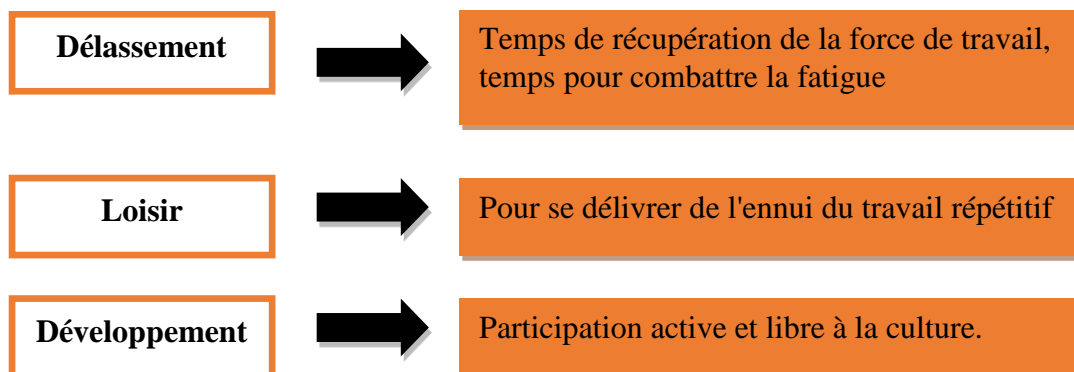 Délassement
Temps de récupération de la force de travail,
temps pour combattre la fatigue
Loisir
Pour se délivrer de l'ennui du travail répétitif
Développement
Participation active et libre à la culture.